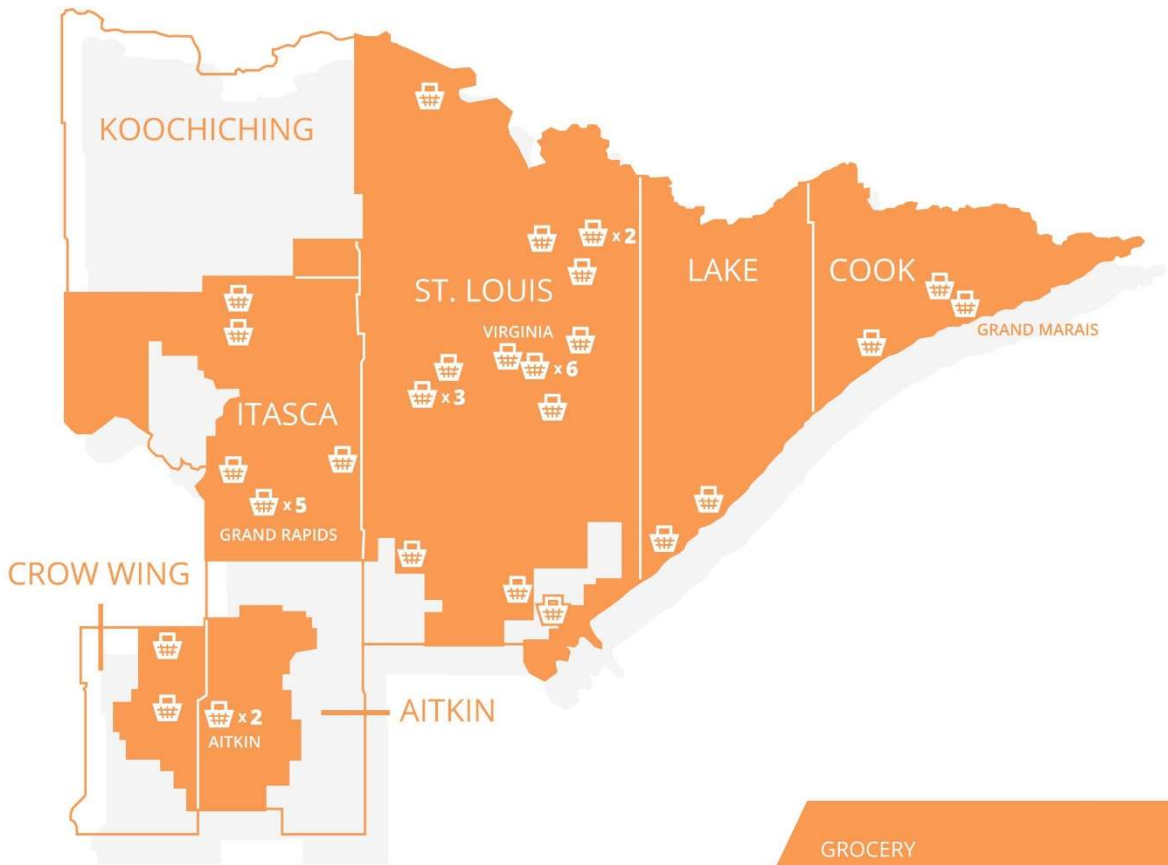 KOOCHICHING
x 2
ST. LOUIS
LAKE
COOK
VIRGINIA
GRAND MARAIS
x 6
x 3
ITASCA
x 5
GRAND RAPIDS
CROW WING
x 2
AITKIN
AITKIN
GROCERY